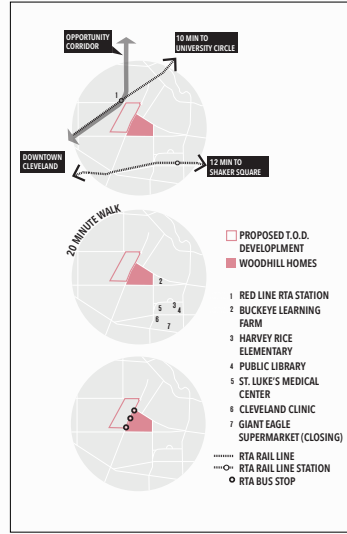 OPPORTUNITY
CORRIDOR
10 MIN TO
UNIVERSITY CIRCLE
1
DOWNTOWN
CLEVELAND
12 MIN TO
SHAKER SQUARE
20 MINUTE WALK
2
3
5
4
6
7
PROPOSED T.O.D.
DEVELOPLMENT
WOODHILL HOMES
1 RED LINE RTA STATION
2 BUCKEYE LEARNING
FARM
3 HARVEY RICE
ELEMENTARY
4 PUBLIC LIBRARY
5 ST. LUKE'S MEDICAL
CENTER
6 CLEVELAND CLINIC
7 GIANT EAGLE
SUPERMARKET (CLOSING)
RTA RAIL LINE
RTA RAIL LINE STATION
RTA BUS STOP